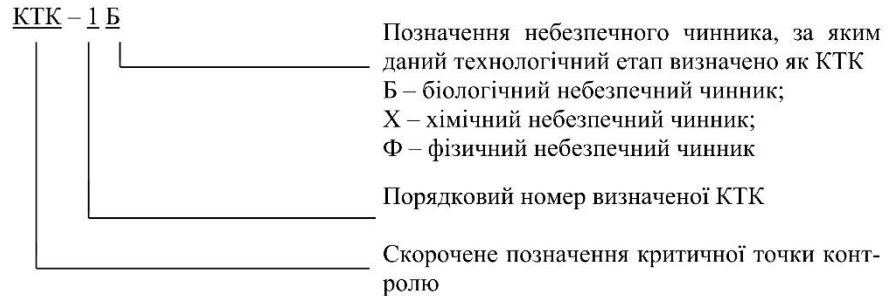 КТК – 1 Б
Позначення небезпечного чинника, за яким
даний технологічний етап визначено як КТК
Б – біологічний небезпечний чинник;
Х – хімічний небезпечний чинник;
Ф – фізичний небезпечний чинник
Порядковий номер визначеної КТК
Скорочене позначення критичної точки конт-
ролю